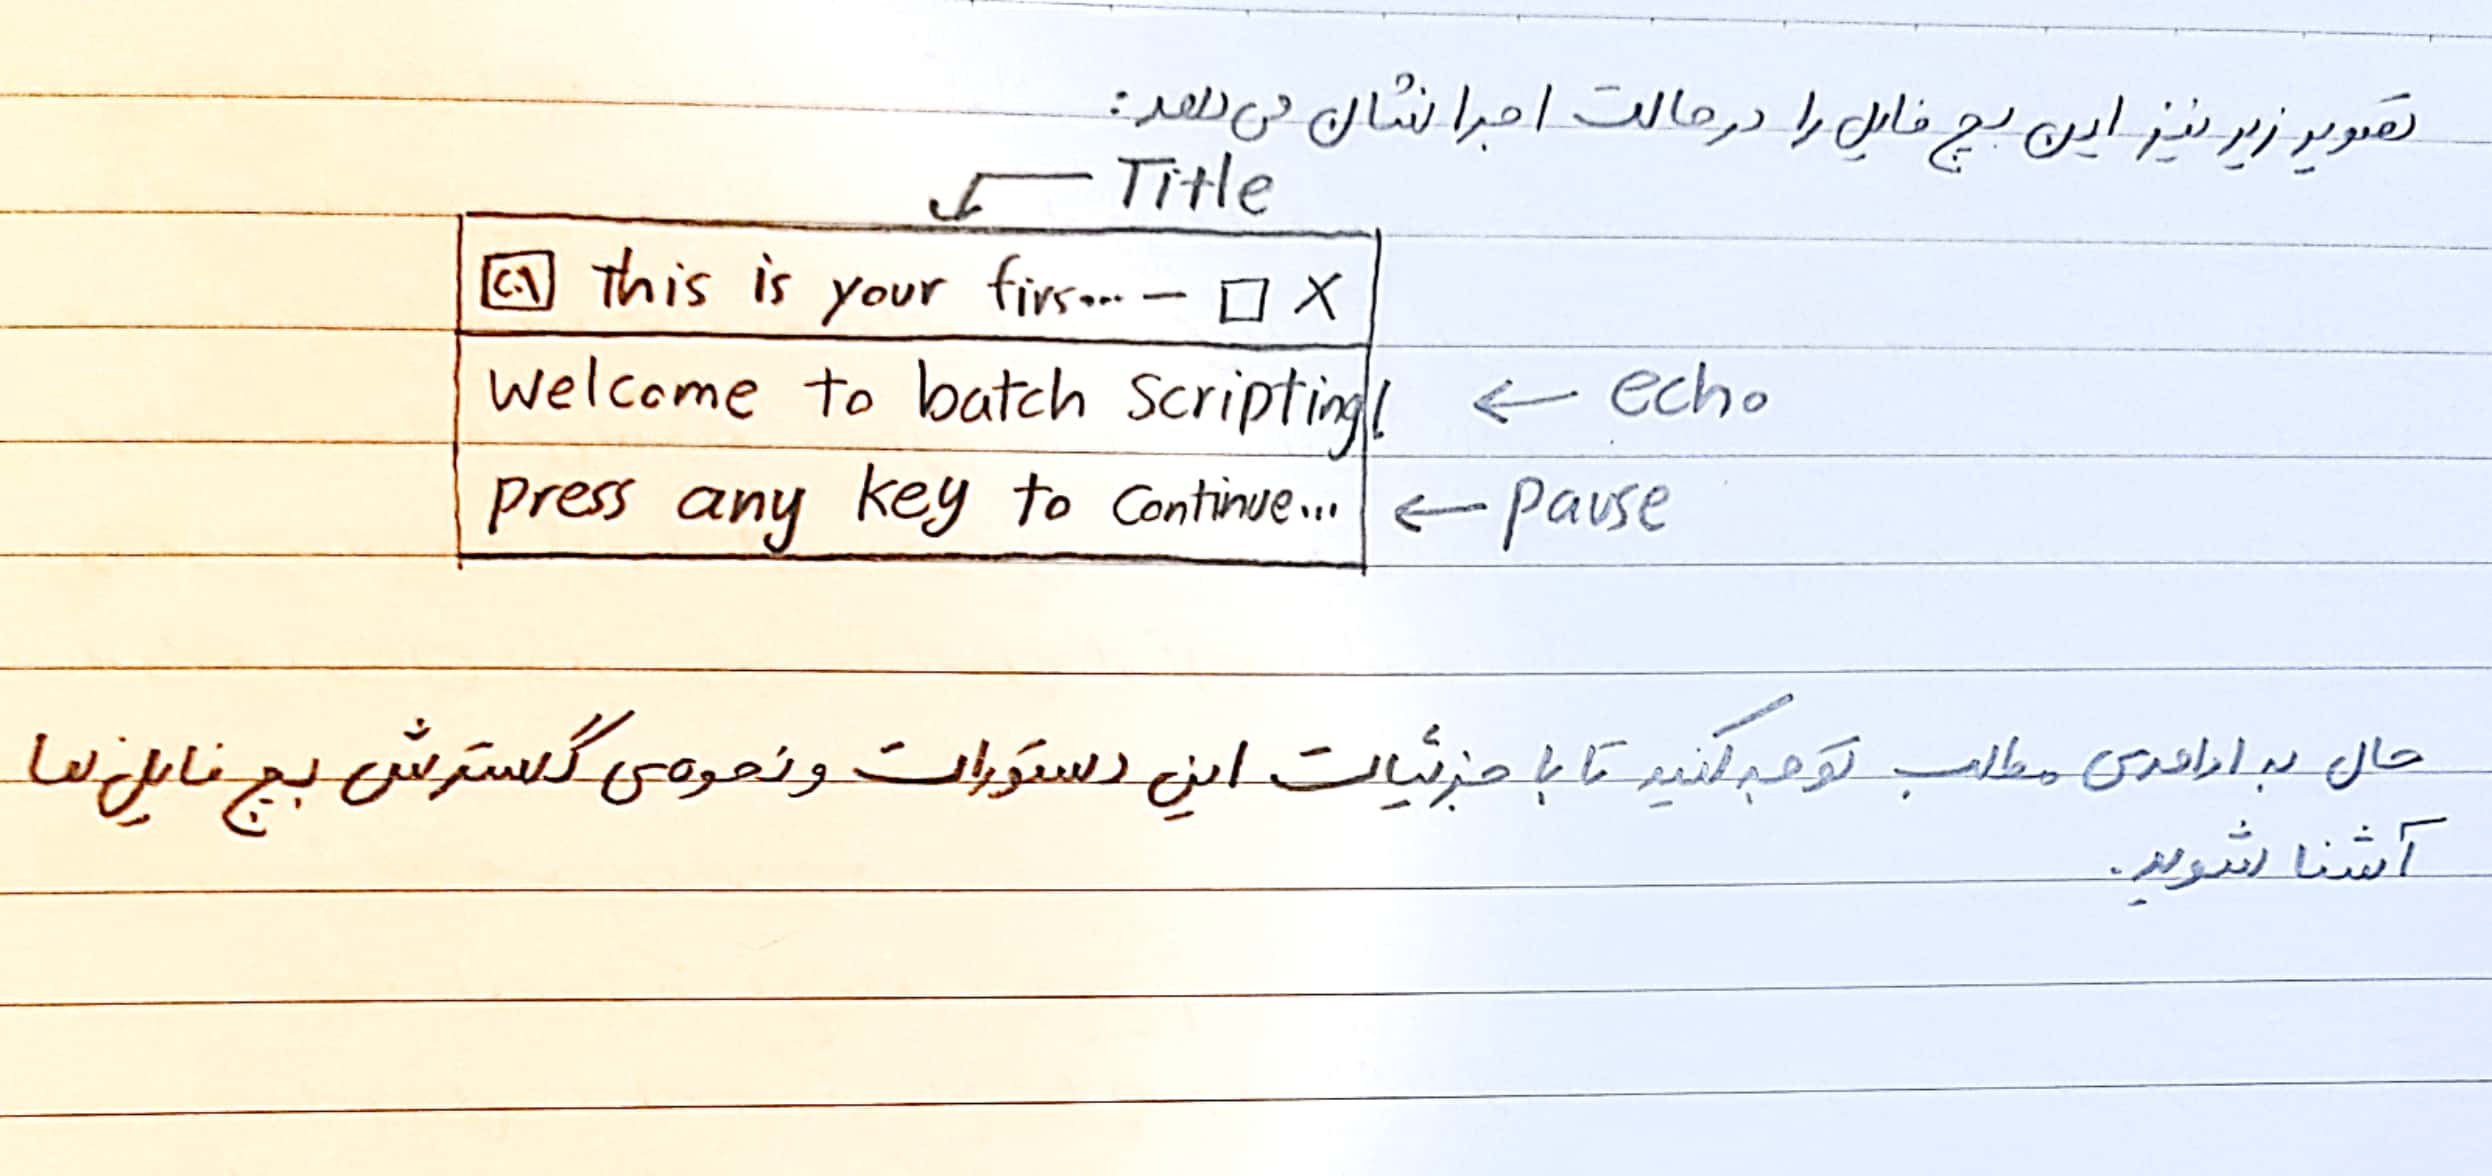 تصویر زیر نیز این بچ فایل را در حالت اجرا نشان می‌دهد:
Title
C:\ This is your firs... — □ X
Welcome to batch Scripting! ← echo
press any key to Continue... ← pause
حال به ادامه‌ی مطالب توجه کنید تا با جزئیات این دستورات و نحوه‌ی گسترش بچ فایل‌ها
آشنا شوید.